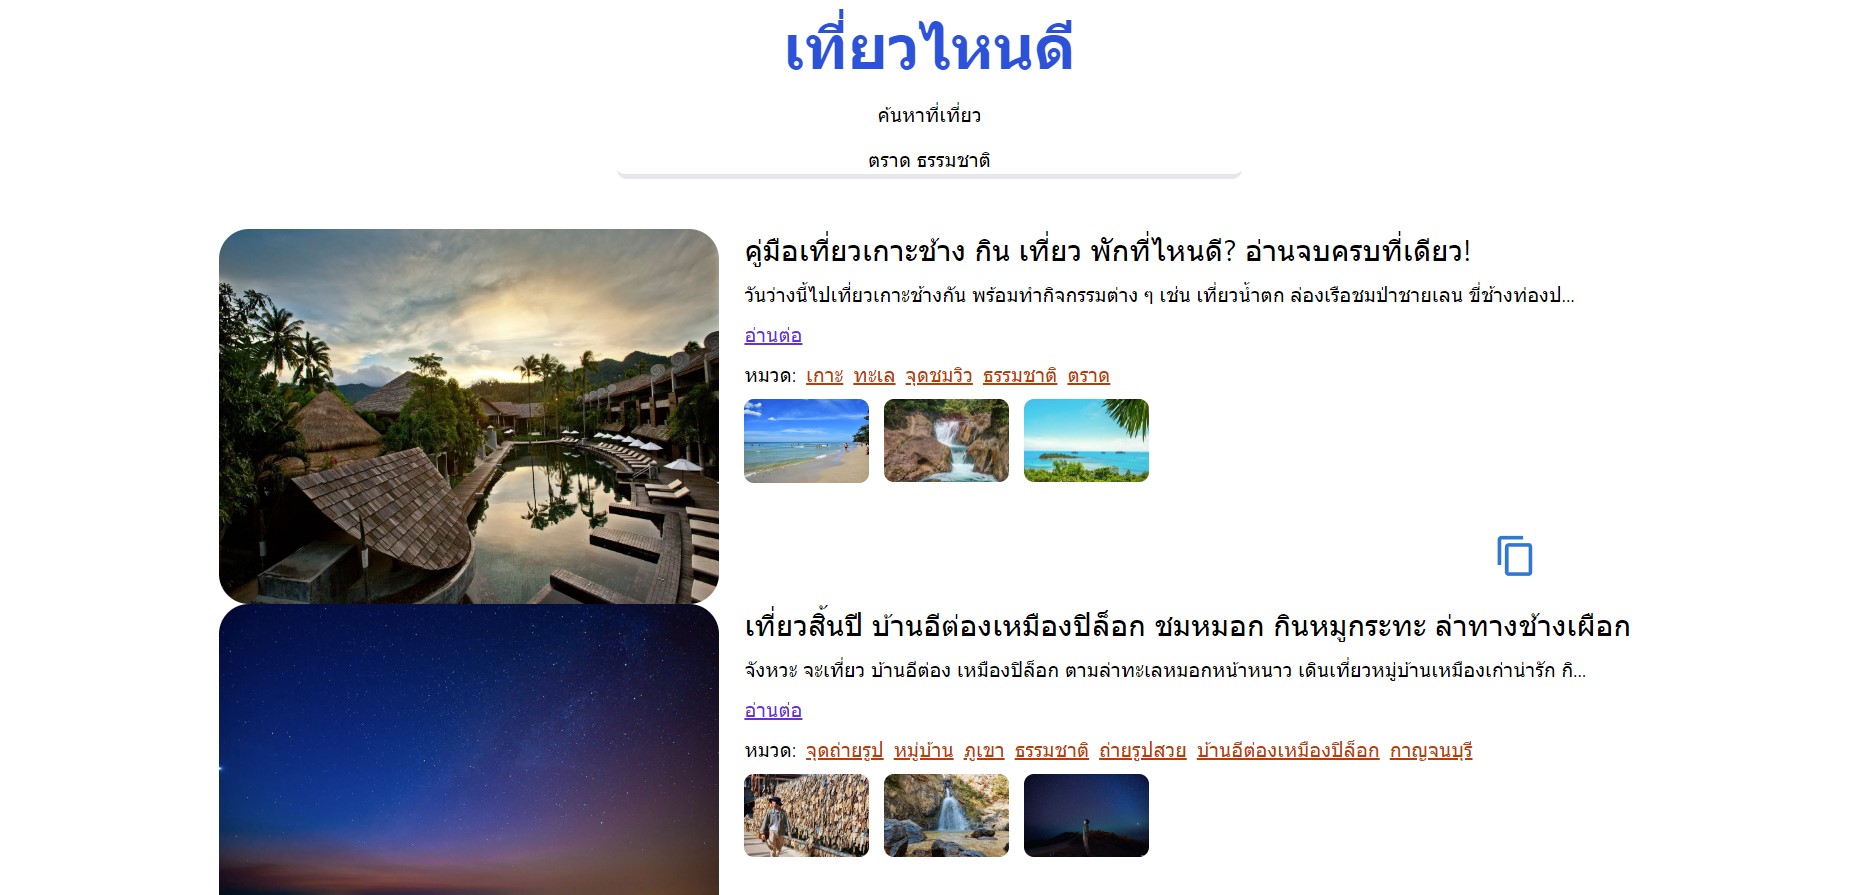 เที่ยวไหนดี
ค้นหาที่เที่ยว
ตราด ธรรมชาติ
คู่มือเที่ยวเกาะช้าง กิน เที่ยว พักที่ไหนดี? อ่านจบครบที่เดียว!
วันว่างนี้ไปเที่ยวเกาะช้างกัน พร้อมทำกิจกรรมต่าง ๆ เช่น เที่ยวน้ำตก ล่องเรือชมป่าชายเลน ขี่ช้างท่องป...
อ่านต่อ
หมวด: เกาะ ทะเล จุดชมวิว ธรรมชาติ ตราด
เที่ยวสิ้นปี บ้านอีต่องเหมืองปิล็อก ชมหมอก กินหมูกระทะ ล่าทางช้างเผือก
จังหวะ จะเที่ยว บ้านอีต่อง เหมืองปิล็อก ตามล่าทะเลหมอกหน้าหนาว เดินเที่ยวหมู่บ้านเหมืองเก่าน่ารัก กิ...
อ่านต่อ
หมวด: จุดถ่ายรูป หมู่บ้าน ภูเขา ธรรมชาติ ถ่ายรูปสวย บ้านอีต่องเหมืองปิล็อก กาญจนบุรี